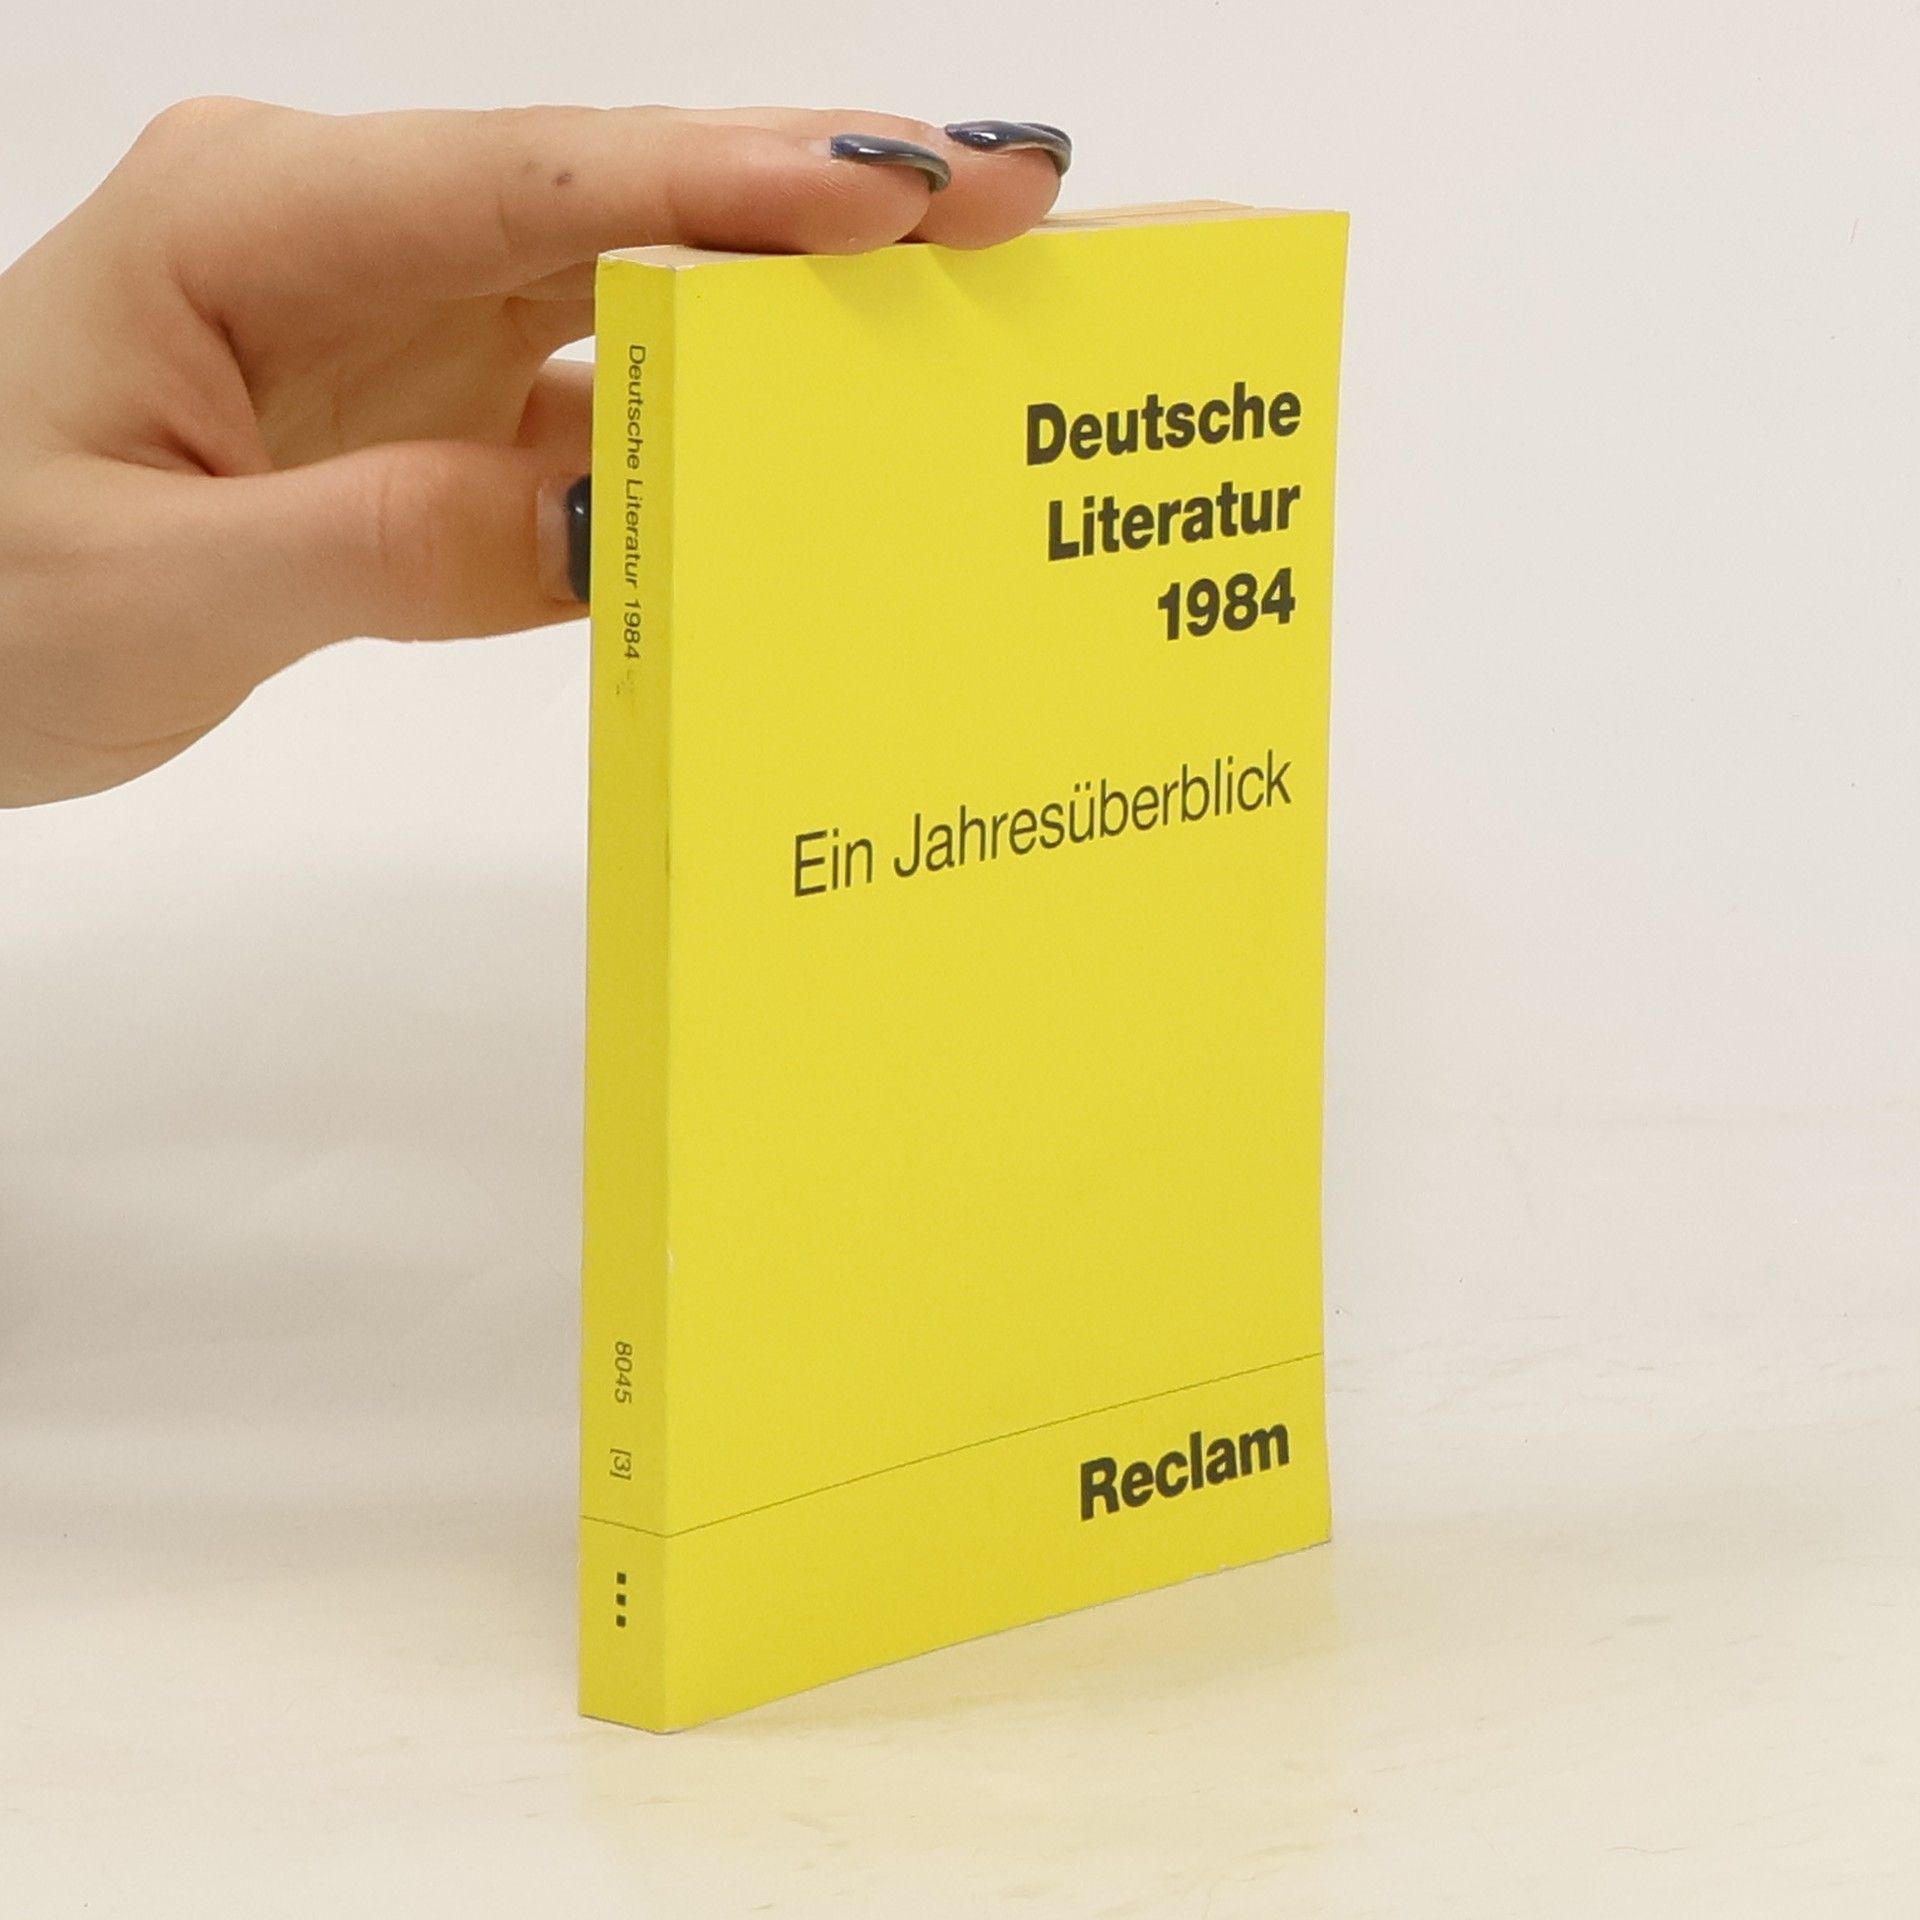 Deutsche
Literatur
1984
Ein Jahresüberblick
Reclam
Deutsche Literatur 1984
8045 [3]